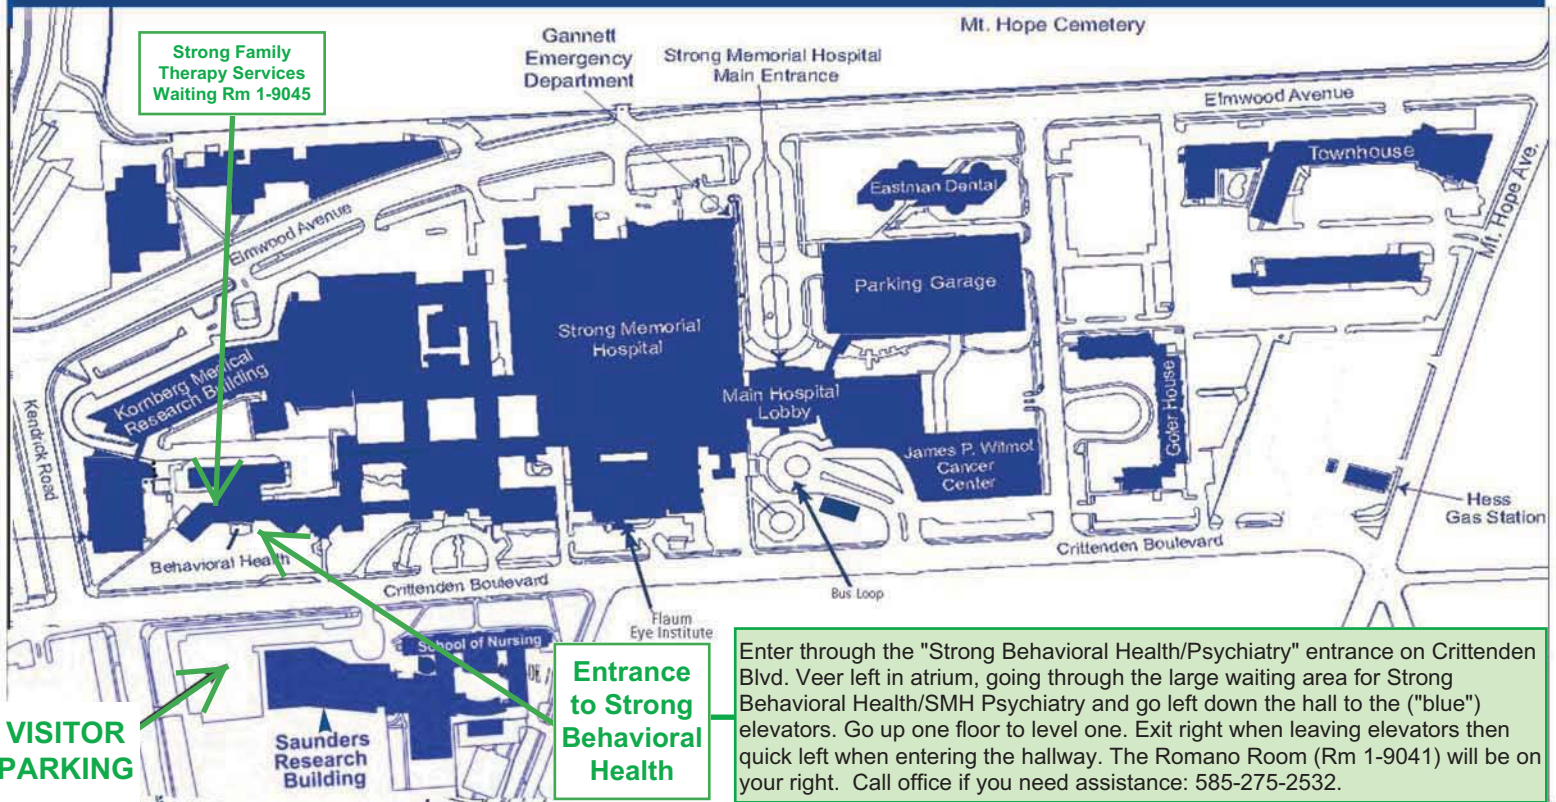 Mt. Hope Cemetery
Strong Family
Therapy Services
Waiting Rm 1-9045
Gannett
Emergency
Department
Strong Memorial Hospital
Main Entrance
Elmwood Avenue
Townhouse
Eastman Dental
Mt. Hope Ave.
Elmwood Avenue
Parking Garage
Strong Memorial
Hospital
Kornberg Medical
Research Building
Kendrick Road
Main Hospital
Lobby
Goler House
James P. Wilmot
Cancer
Center
Hess
Gas Station
Behavioral Health
Crittenden Boulevard
Crittenden Boulevard
Bus Loop
Flaum
Eye Institute
School of Nursing
VISITOR
PARKING
Saunders
Research
Building
Entrance
to Strong
Behavioral
Health
Enter through the "Strong Behavioral Health/Psychiatry" entrance on Crittenden
Blvd. Veer left in atrium, going through the large waiting area for Strong
Behavioral Health/SMH Psychiatry and go left down the hall to the ("blue")
elevators. Go up one floor to level one. Exit right when leaving elevators then
quick left when entering the hallway. The Romano Room (Rm 1-9041) will be on
your right.  Call office if you need assistance: 585-275-2532.